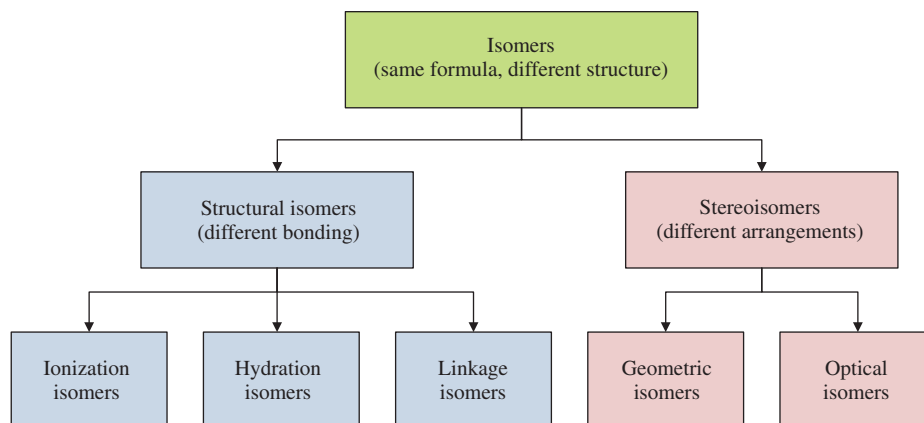 Isomers
(same formula, different structure)
Structural isomers
(different bonding)
Stereoisomers
(different arrangements)
Ionization
isomers
Hydration
isomers
Linkage
isomers
Geometric
isomers
Optical
isomers